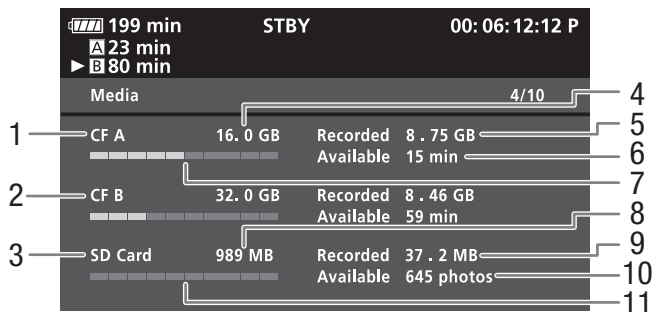 199 min STBY 00:06:12:12 P
A 23 min
▶ B 80 min
Media 4/10
4
1 CF A 16.0 GB Recorded 8.75 GB 5
Available 15 min 6
7
2 CF B 32.0 GB Recorded 8.46 GB
Available 59 min 8
3 SD Card 989 MB Recorded 37.2 MB 9
Available 645 photos 10
11